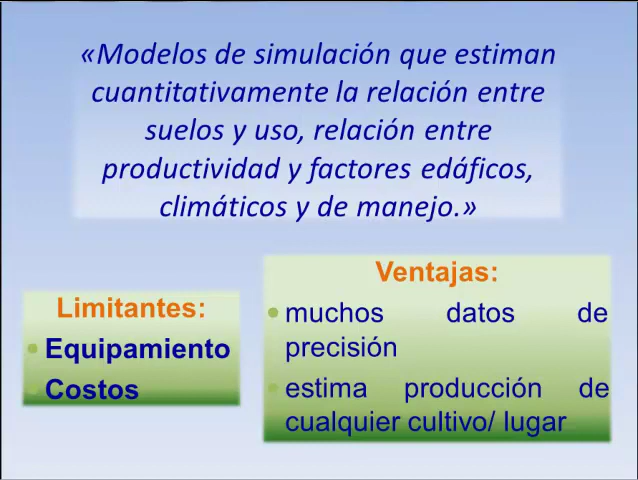 «Modelos de simulación que estiman
cuantitativamente la relación entre
suelos y uso, relación entre
productividad y factores edáficos,
climáticos y de manejo.»
Limitantes:
Equipamiento
Costos
Ventajas:
muchos datos de
precisión
estima producción de
cualquier cultivo/ lugar